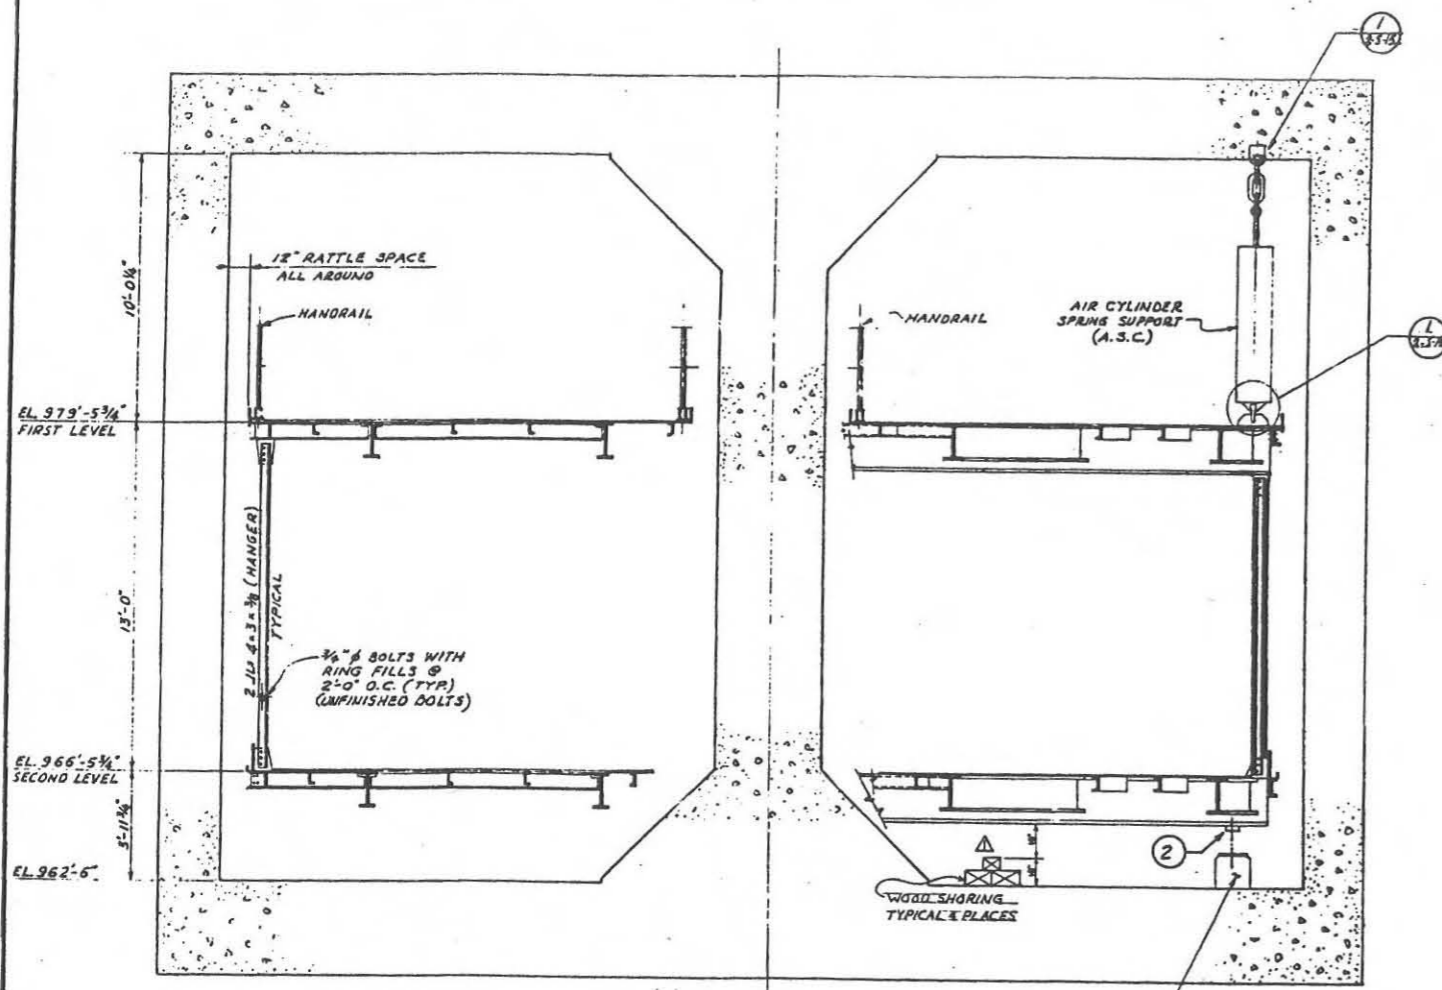 1
12" RATTLE SPACE
ALL AROUND
10'-0¼"
HANDRAIL
HANDRAIL
AIR CYLINDER
SPRING SUPPORT
(A.S.C.)
EL. 979'-5¾"
FIRST LEVEL
2 4×3×⅜ (HANGER)
TYPICAL
13'-0"
¾"φ BOLTS WITH
RING FILLS @
2'-0" O.C. (TYP.)
(UNFINISHED BOLTS)
EL. 966'-5¾"
SECOND LEVEL
3'-11¾"
EL. 962'-6"
2
WOOD SHORING
TYPICAL PLACES